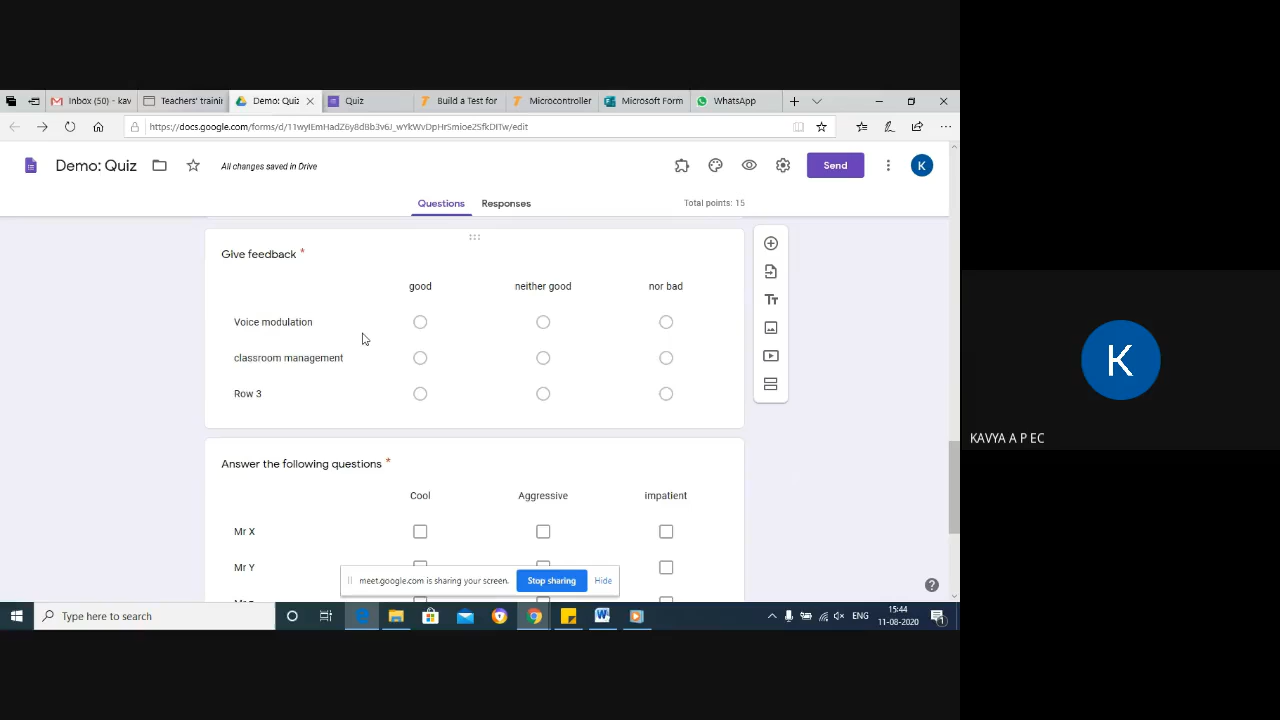 Inbox (50) - kav
Teachers' traini
Demo: Quiz
Quiz
Build a Test for
Microcontroller
Microsoft Form
WhatsApp
https://docs.google.com/forms/d/11wyIEmHadZ6y8dBb3v6J_wYkWvDpHrSmioe2SfkDITw/edit
Demo: Quiz
All changes saved in Drive
Send
K
Questions
Responses
Total points: 15
Give feedback *
good neither good nor bad
Voice modulation
classroom management
Row 3
Answer the following questions *
Cool Aggressive impatient
Mr X
Mr Y
meet.google.com is sharing your screen.
Stop sharing
Hide
Type here to search
ENG
15:44
11-08-2020
K
KAVYA A P EC